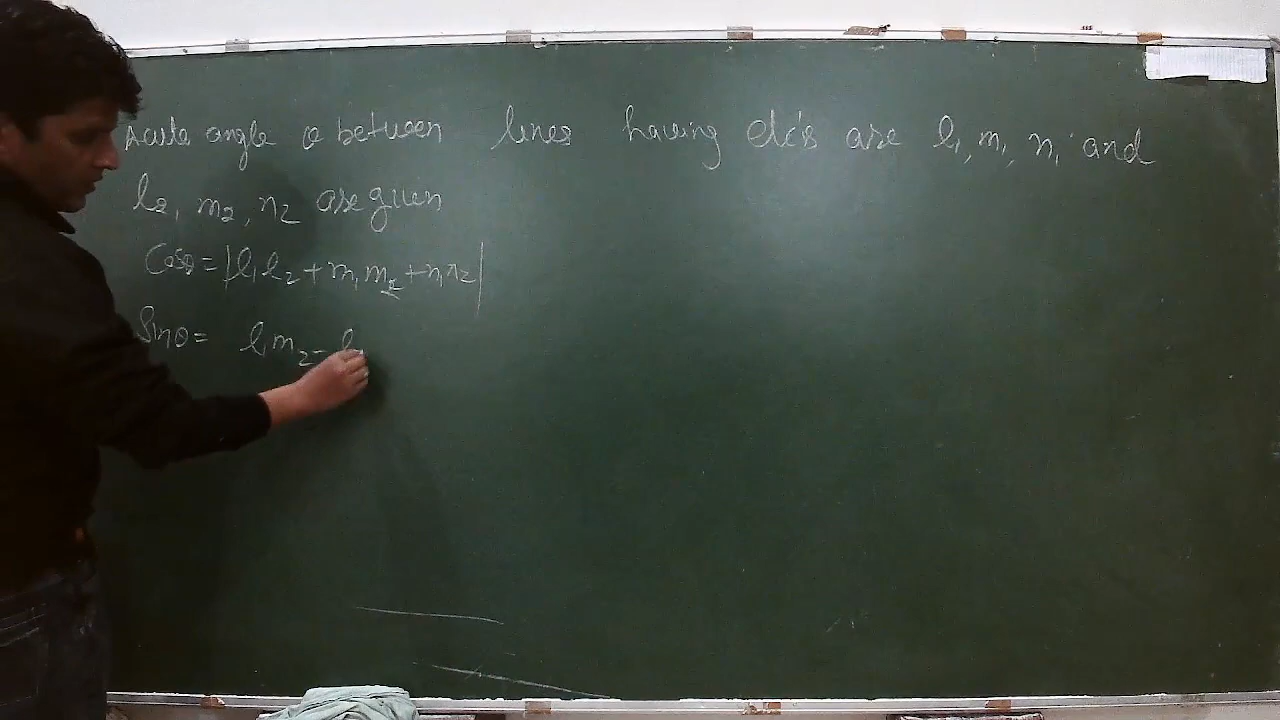 Acute angle θ between lines having dc's are l₁, m₁, n₁ and
l₂, m₂, n₂ are given
Cosθ = |l₁l₂ + m₁m₂ + n₁n₂|
Sinθ = l₁m₂ - l